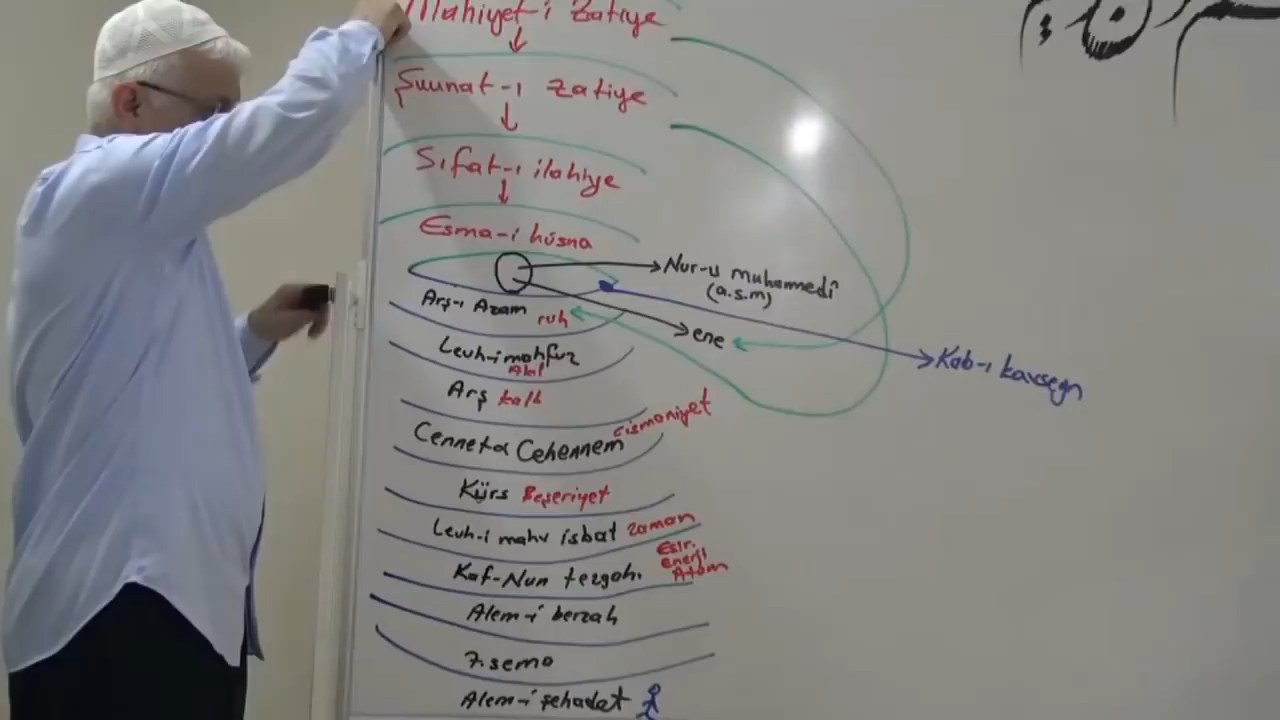 Mahiyet-i Zatiye
Şuunat-ı zatiye
Sıfat-ı ilahiye
Esma-i hüsna
Nur-u muhammedi
(a.s.m)
Arş-ı Azam ruh
ene
Kab-ı kavseyn
Levh-i mahfuz
Akıl
Arş kalb
cismaniyet
Cennet Cehennem
Kürs Beşeriyet
Levh-i mahv isbat zaman
Esir.
enerji
Atom
Kaf-Nun tezgahı
Alem-i berzah
7. sema
Alem-i şehadet